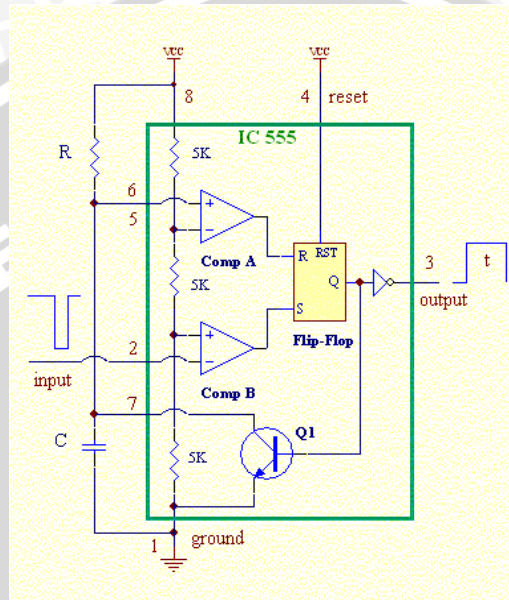 vcc vcc
8 4 reset
IC 555
R 5K
6
5
Comp A
R RST
Q
S
5K
3
t
output
Flip-Flop
2
input
Comp B
7
Q1
C
5K
1 ground